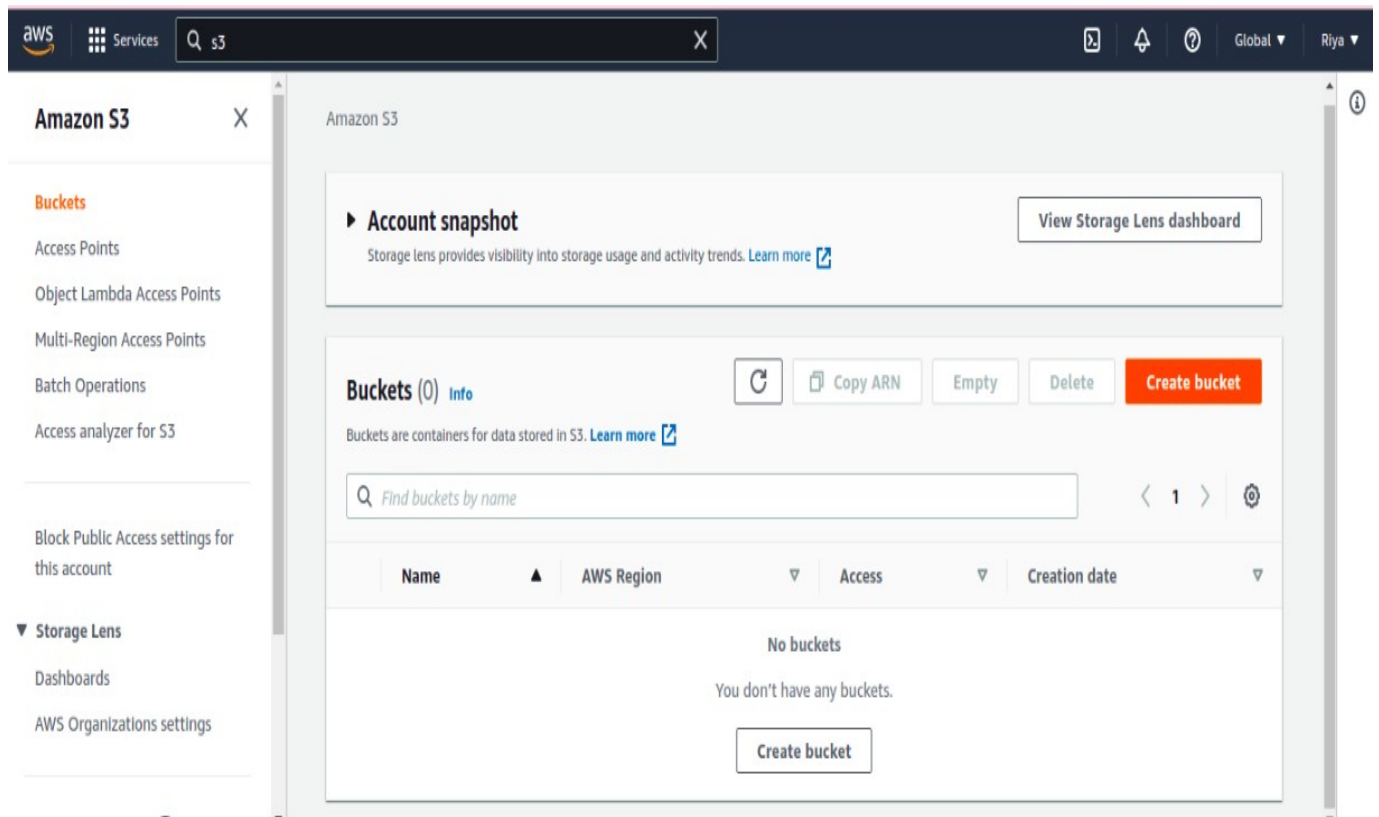 aws
Services
s3
Global
Riya
Amazon S3
Buckets
Access Points
Object Lambda Access Points
Multi-Region Access Points
Batch Operations
Access analyzer for S3
Block Public Access settings for
this account
Storage Lens
Dashboards
AWS Organizations settings
Amazon S3
Account snapshot
View Storage Lens dashboard
Storage lens provides visibility into storage usage and activity trends. Learn more
Buckets (0) Info
Copy ARN
Empty
Delete
Create bucket
Buckets are containers for data stored in S3. Learn more
Find buckets by name
1
Name
AWS Region
Access
Creation date
No buckets
You don't have any buckets.
Create bucket